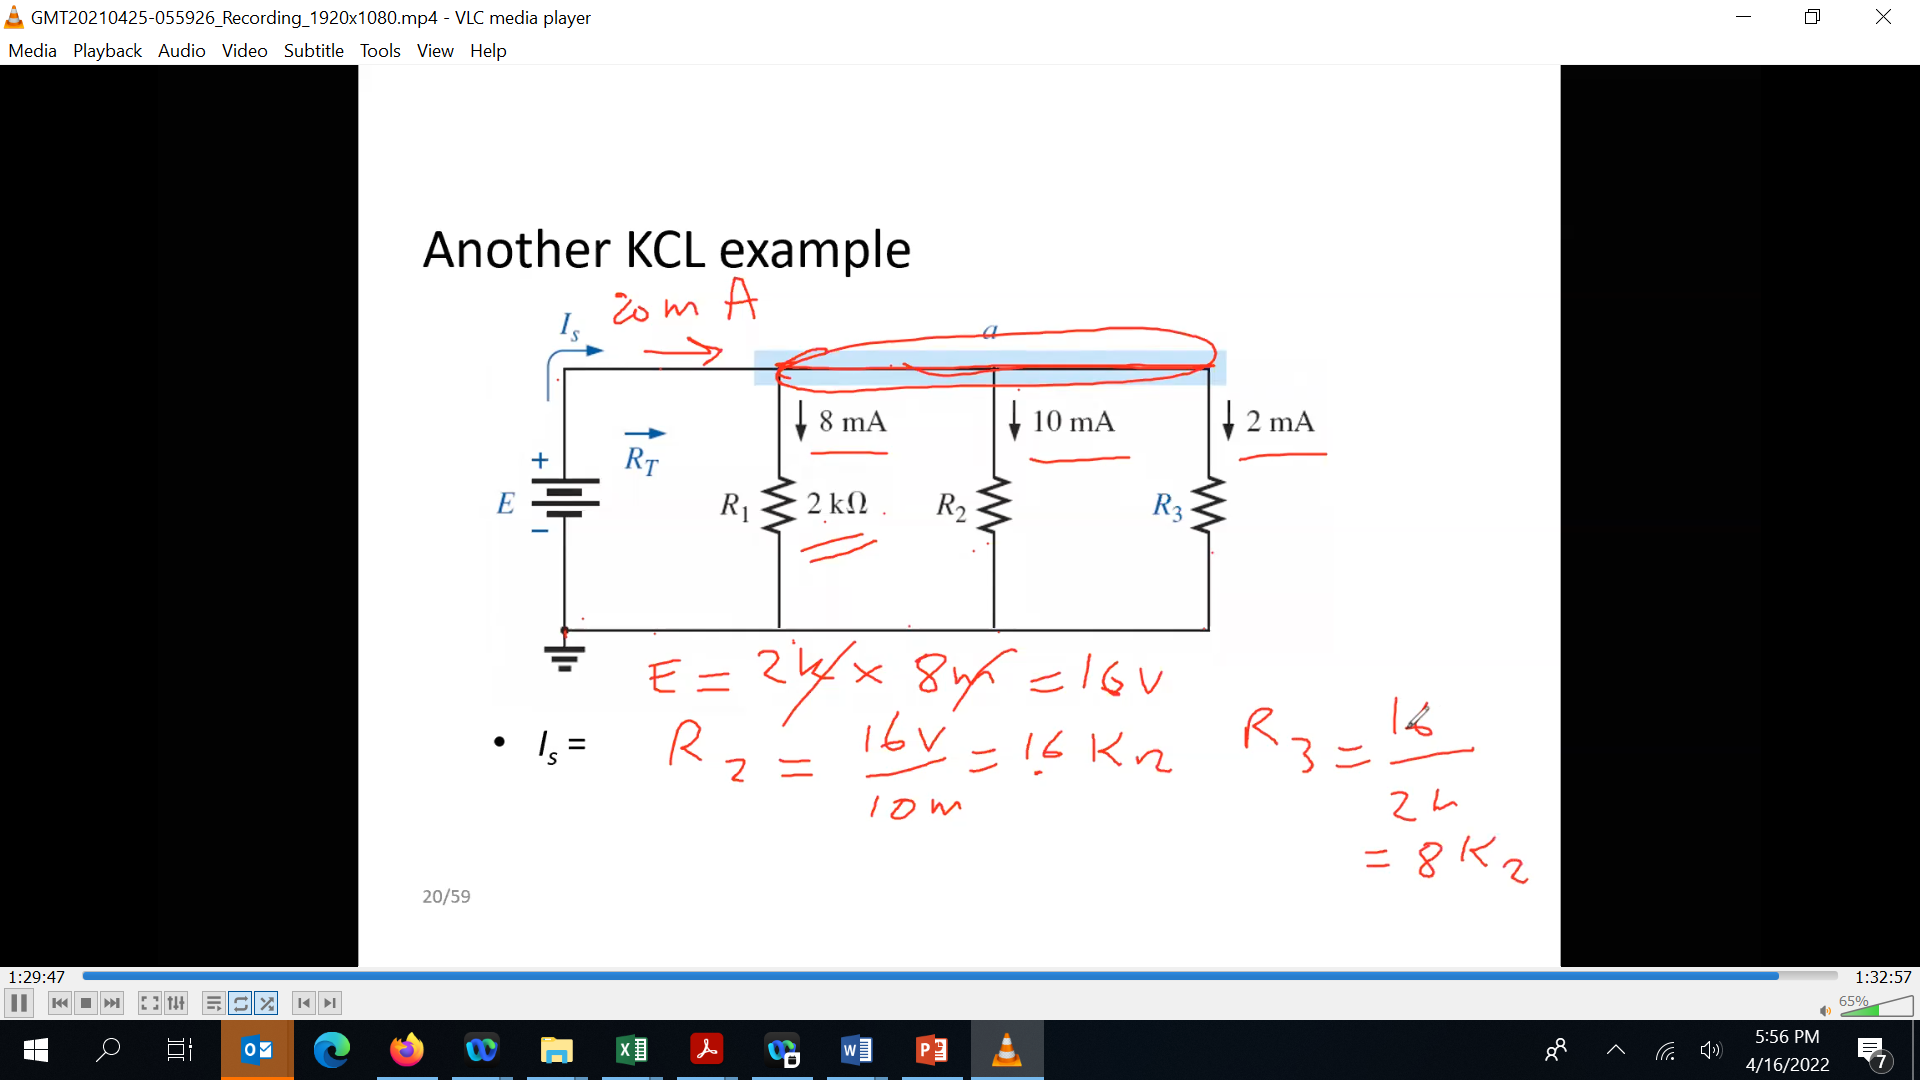 GMT20210425-055926_Recording_1920x1080.mp4 - VLC media player
Media Playback Audio Video Subtitle Tools View Help
Another KCL example
20 m A
Is
a
8 mA
10 mA
2 mA
+
RT
E
R1
2 kΩ
R2
R3
−
E = 2k × 8m = 16 V
• Is =
R2 = 16V / 10 m = 16 KΩ
R3 = 16 / 2m
= 8 KΩ
20/59
1:29:47
1:32:57
65%
5:56 PM
4/16/2022
7